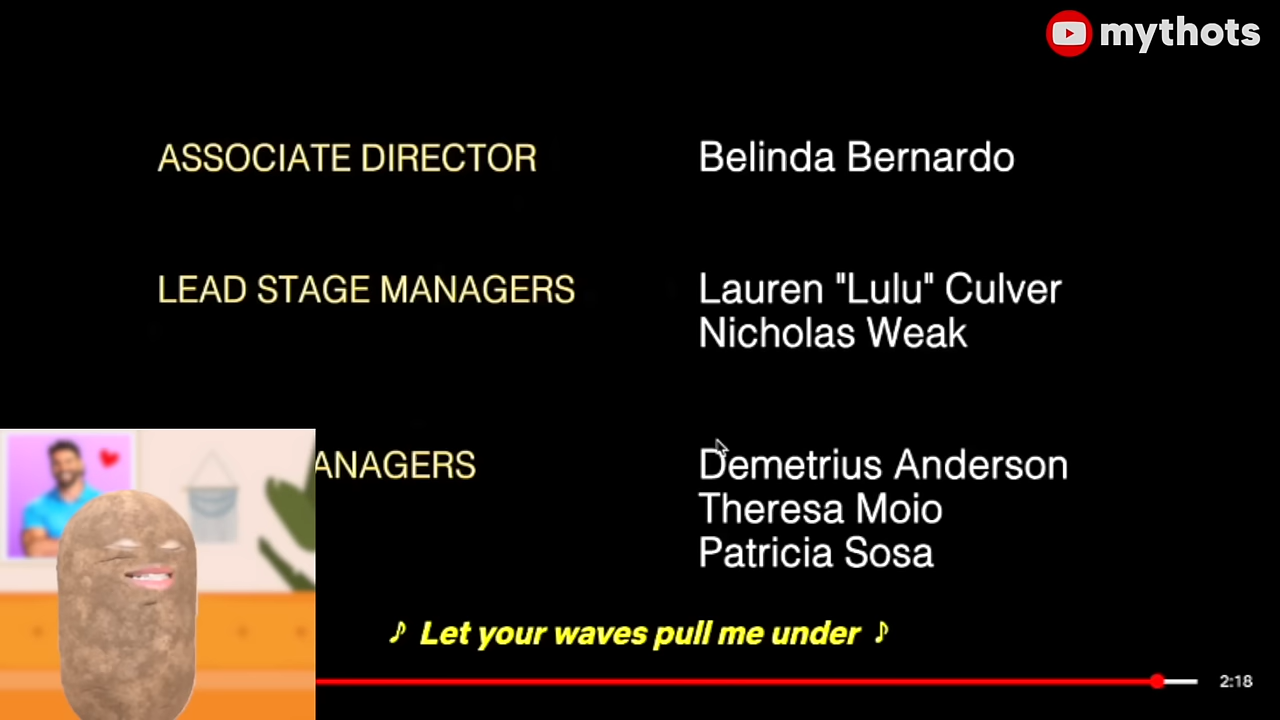 mythots
ASSOCIATE DIRECTOR Belinda Bernardo
LEAD STAGE MANAGERS Lauren "Lulu" Culver
Nicholas Weak
ANAGERS Demetrius Anderson
Theresa Moio
Patricia Sosa
♪ Let your waves pull me under ♪
2:18